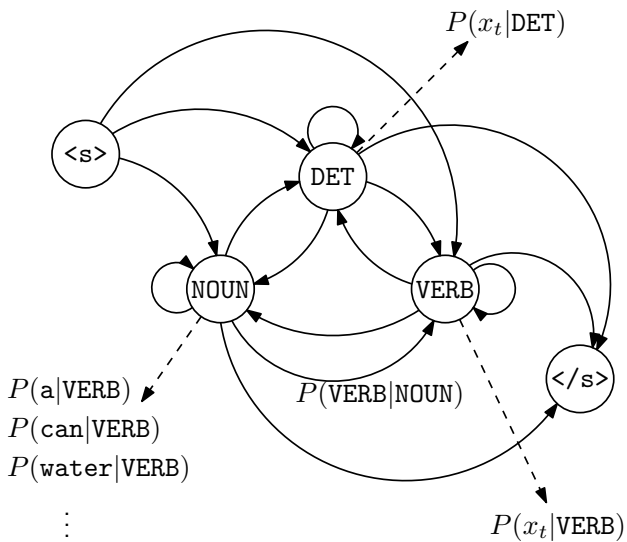 P(x_t|DET)
<s>
DET
NOUN
VERB
</s>
P(VERB|NOUN)
P(a|VERB)
P(can|VERB)
P(water|VERB)
⋮
P(x_t|VERB)